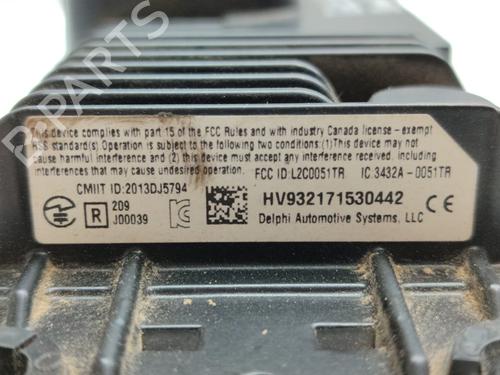 B-PARTS
This device complies with part 15 of the FCC Rules and with industry Canada license - exempt
RSS standard(s). Operation is subject to the following two conditions:(1)This device may not
cause harmful interference and (2) this device must accept any interference received, including
interference that may cause undesired operation.
FCC ID:L2C0051TR IC:3432A-0051TR
CMIIT ID:2013DJ5794
R 209
JD0039
HV932171530442
Delphi Automotive Systems, LLC